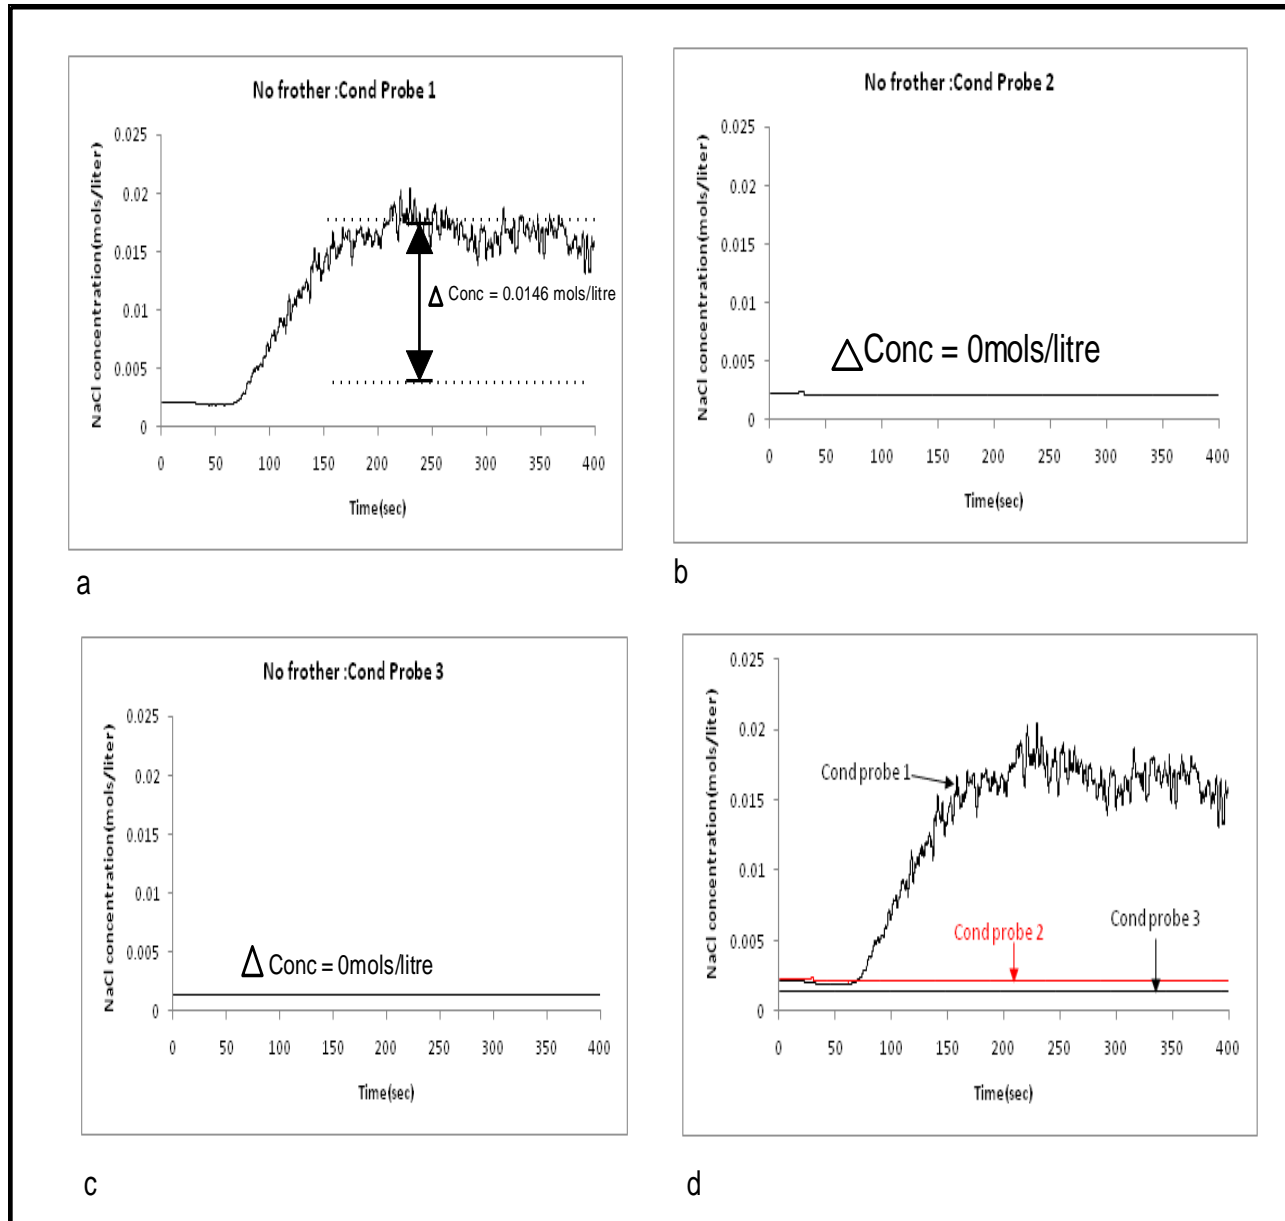 No frother :Cond Probe 1
NaCl concentration(mols/liter)
0.025
0.02
0.015
0.01
0.005
0
Δ Conc = 0.0146 mols/litre
0 50 100 150 200 250 300 350 400
Time(sec)
a
No frother :Cond Probe 2
NaCl concentration(mols/liter)
0.025
0.02
0.015
0.01
0.005
0
△Conc = 0mols/litre
0 50 100 150 200 250 300 350 400
Time(sec)
b
No frother :Cond Probe 3
NaCl concentration(mols/liter)
0.025
0.02
0.015
0.01
0.005
0
Δ Conc = 0mols/litre
0 50 100 150 200 250 300 350 400
Time(sec)
c
NaCl concentration(mols/liter)
0.025
0.02
0.015
0.01
0.005
0
Cond probe 1
Cond probe 2
Cond probe 3
0 50 100 150 200 250 300 350 400
Time(sec)
d